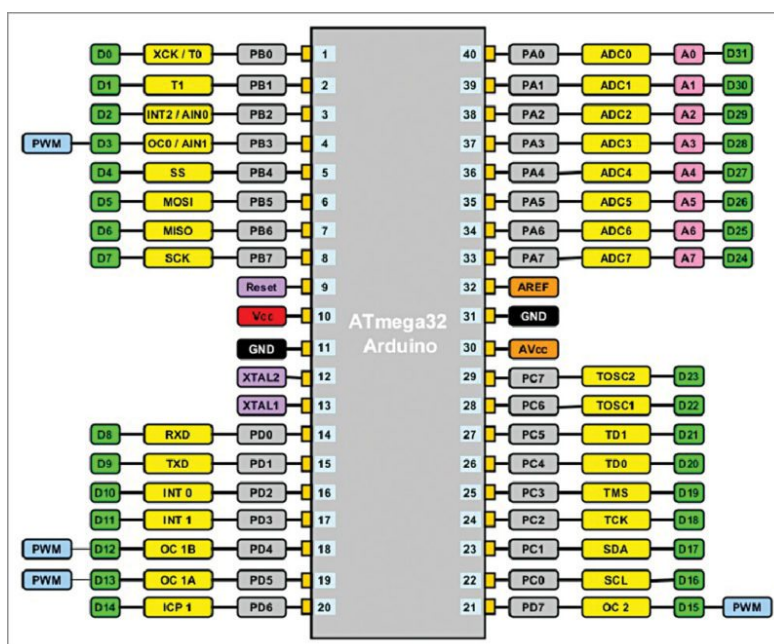 D0 XCK / T0 PB0 1 40 PA0 ADC0 A0 D31
D1 T1 PB1 2 39 PA1 ADC1 A1 D30
D2 INT2 / AIN0 PB2 3 38 PA2 ADC2 A2 D29
PWM D3 OC0 / AIN1 PB3 4 37 PA3 ADC3 A3 D28
D4 SS PB4 5 36 PA4 ADC4 A4 D27
D5 MOSI PB5 6 35 PA5 ADC5 A5 D26
D6 MISO PB6 7 34 PA6 ADC6 A6 D25
D7 SCK PB7 8 33 PA7 ADC7 A7 D24
Reset 9 32 AREF
Vcc 10 31 GND
ATmega32
Arduino
GND 11 30 AVcc
XTAL2 12 29 PC7 TOSC2 D23
XTAL1 13 28 PC6 TOSC1 D22
D8 RXD PD0 14 27 PC5 TD1 D21
D9 TXD PD1 15 26 PC4 TD0 D20
D10 INT 0 PD2 16 25 PC3 TMS D19
D11 INT 1 PD3 17 24 PC2 TCK D18
PWM D12 OC 1B PD4 18 23 PC1 SDA D17
PWM D13 OC 1A PD5 19 22 PC0 SCL D16
D14 ICP 1 PD6 20 21 PD7 OC 2 D15 PWM